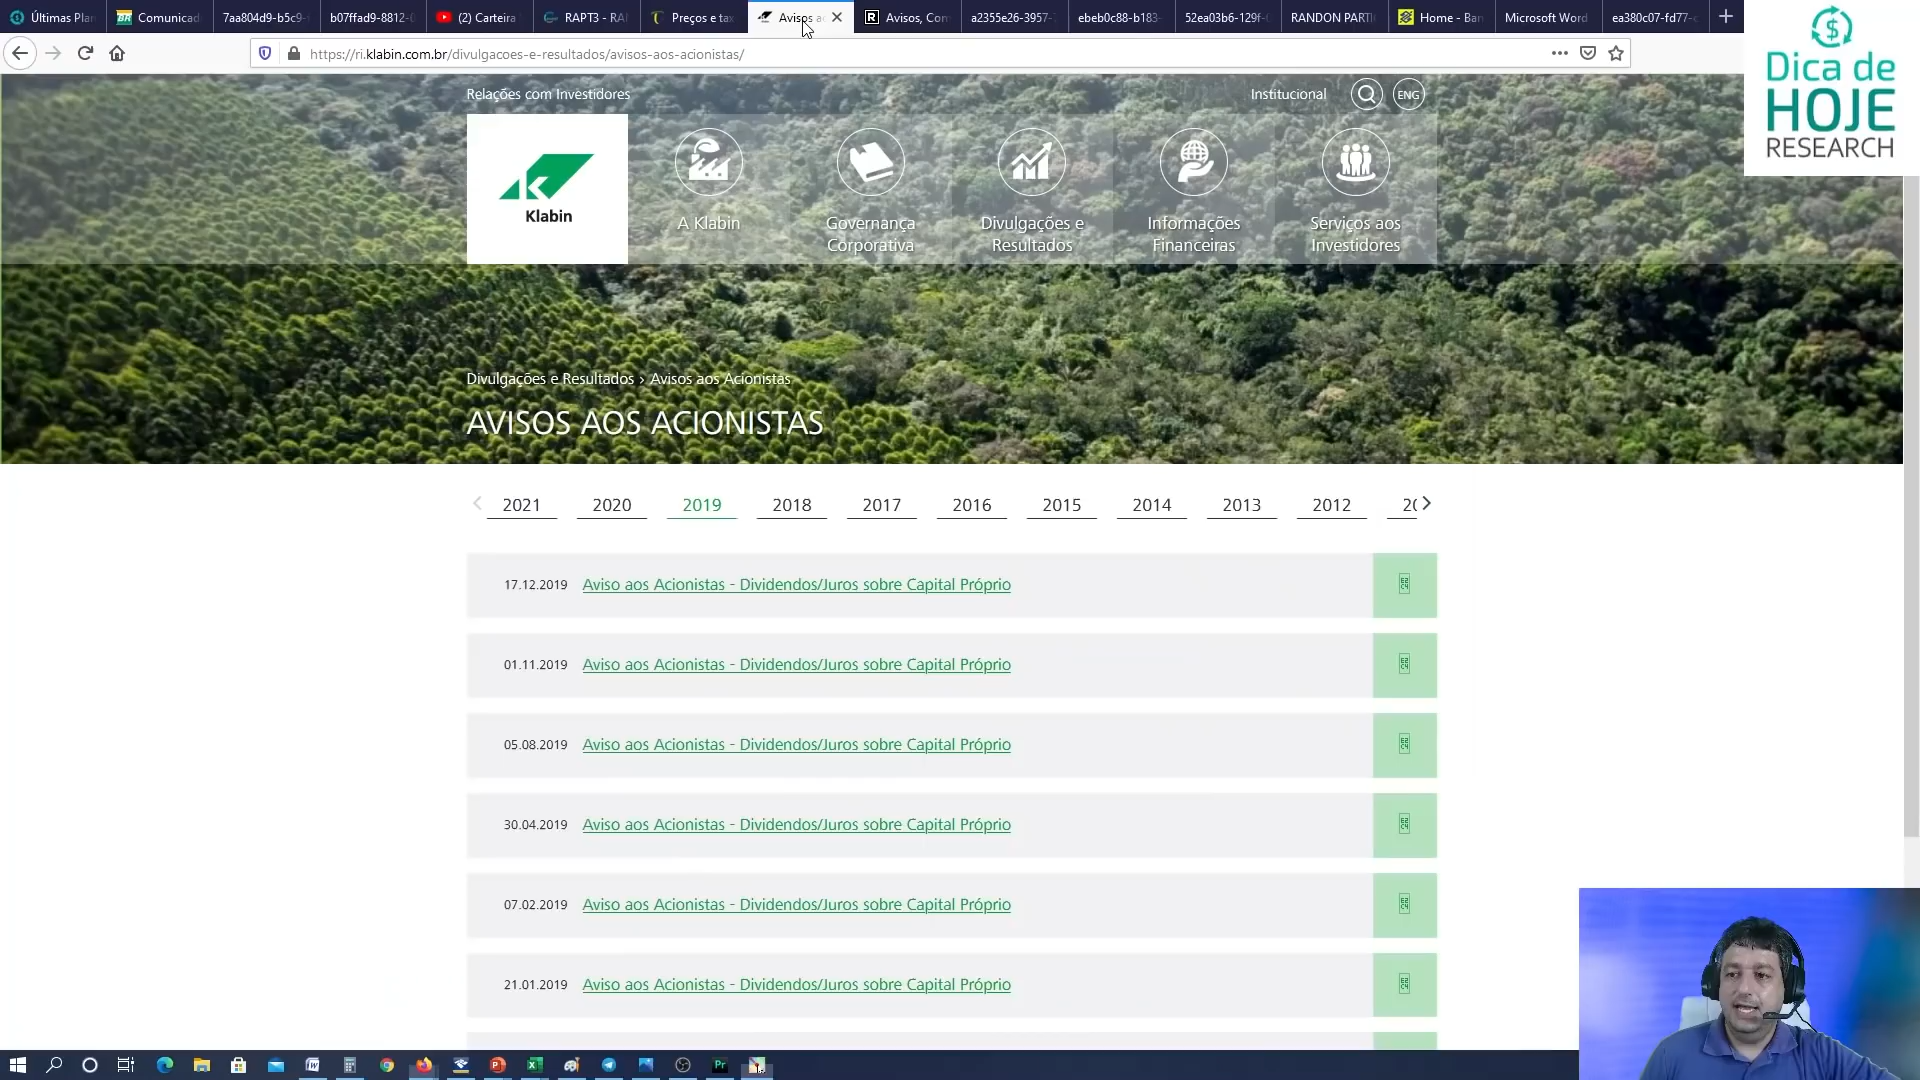 Últimas Plan
Comunicad
7aa804d9-b5c9-
b07ffad9-8812-
(2) Carteira
RAPT3 - RA
Preços e tax
Avisos ao
Avisos, Com
a2355e26-3957-
ebeb0c88-b183-
52ea03b6-129f-
RANDON PARTI
Home - Ban
Microsoft Word
ea380c07-fd77-
https://ri.klabin.com.br/divulgacoes-e-resultados/avisos-aos-acionistas/
Dica de
HOJE
RESEARCH
Relações com Investidores
Institucional
ENG
Klabin
A Klabin
Governança
Corporativa
Divulgações e
Resultados
Informações
Financeiras
Serviços aos
Investidores
Divulgações e Resultados › Avisos aos Acionistas
AVISOS AOS ACIONISTAS
2021 2020 2019 2018 2017 2016 2015 2014 2013 2012
17.12.2019 Aviso aos Acionistas - Dividendos/Juros sobre Capital Próprio
01.11.2019 Aviso aos Acionistas - Dividendos/Juros sobre Capital Próprio
05.08.2019 Aviso aos Acionistas - Dividendos/Juros sobre Capital Próprio
30.04.2019 Aviso aos Acionistas - Dividendos/Juros sobre Capital Próprio
07.02.2019 Aviso aos Acionistas - Dividendos/Juros sobre Capital Próprio
21.01.2019 Aviso aos Acionistas - Dividendos/Juros sobre Capital Próprio